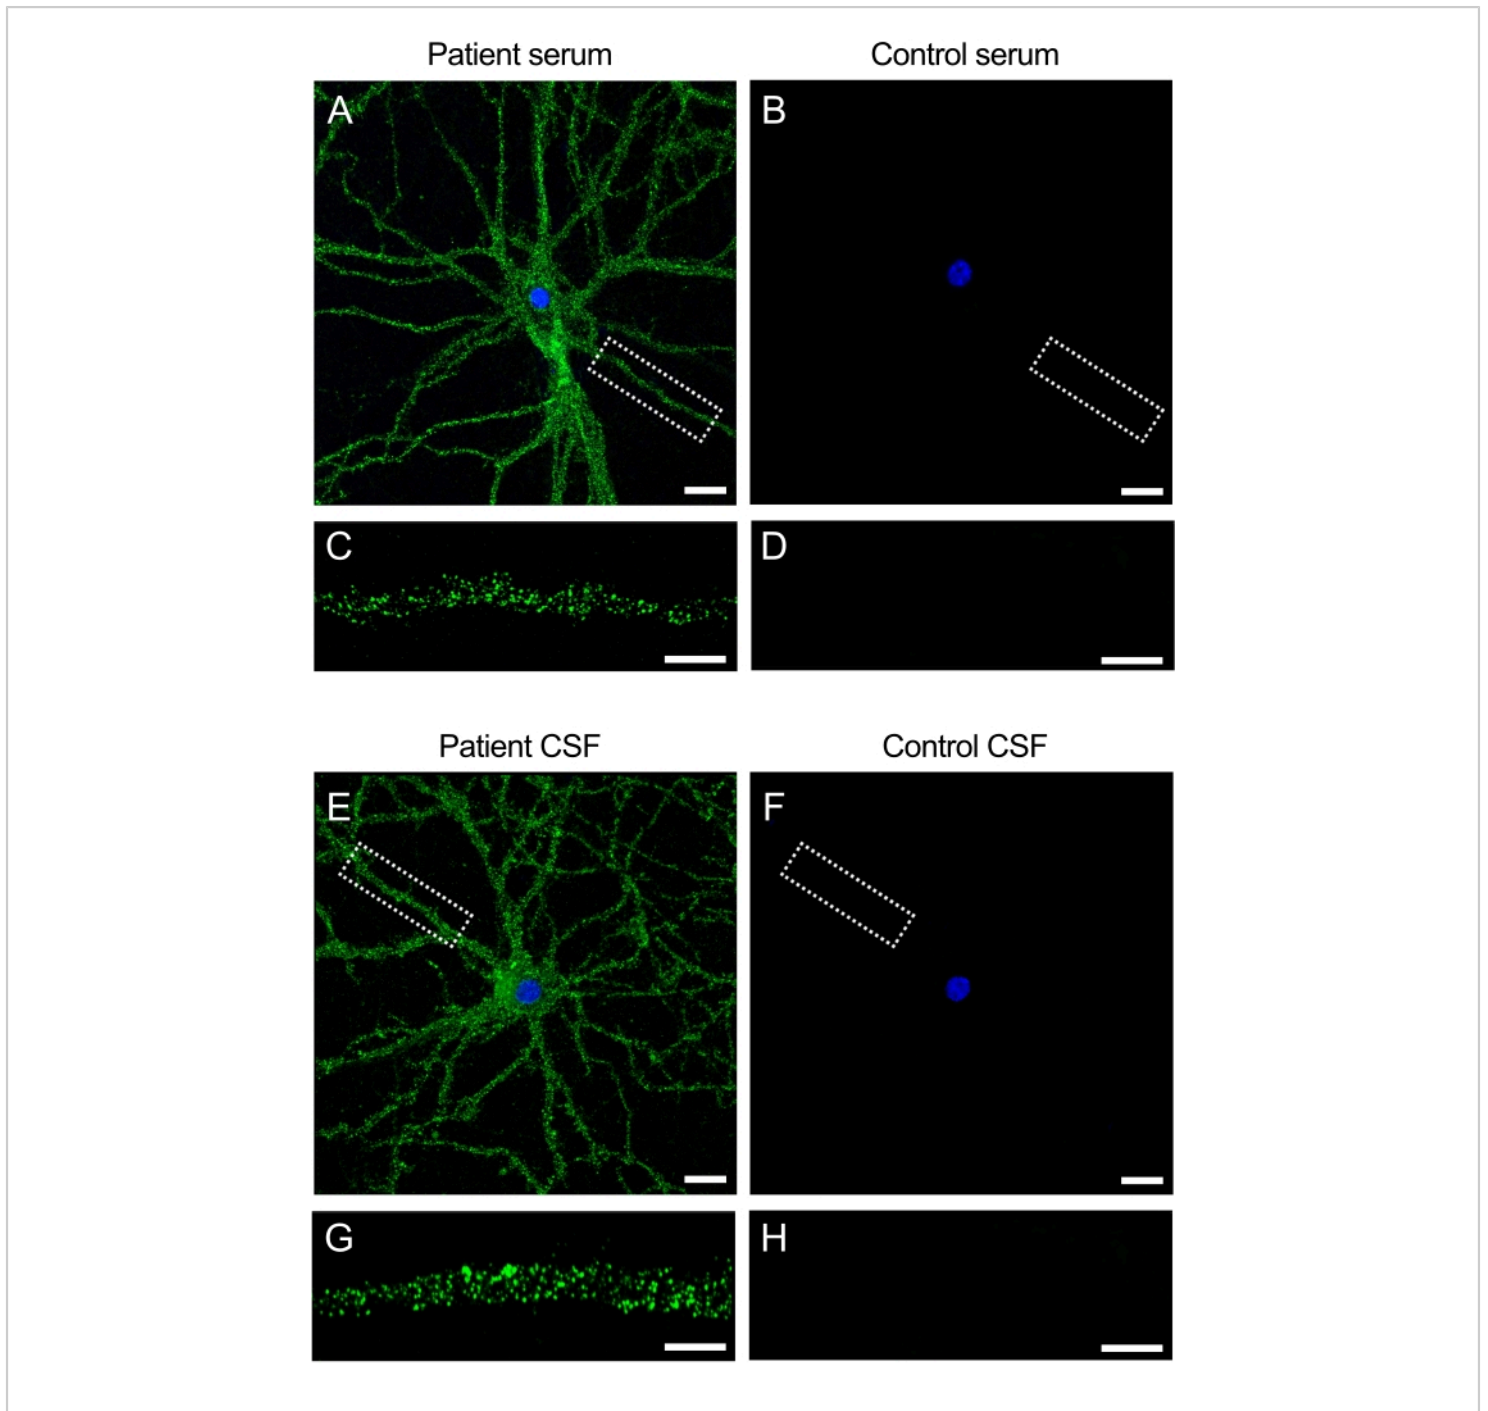 Patient serum
Control serum
A
B
C
D
Patient CSF
Control CSF
E
F
G
H